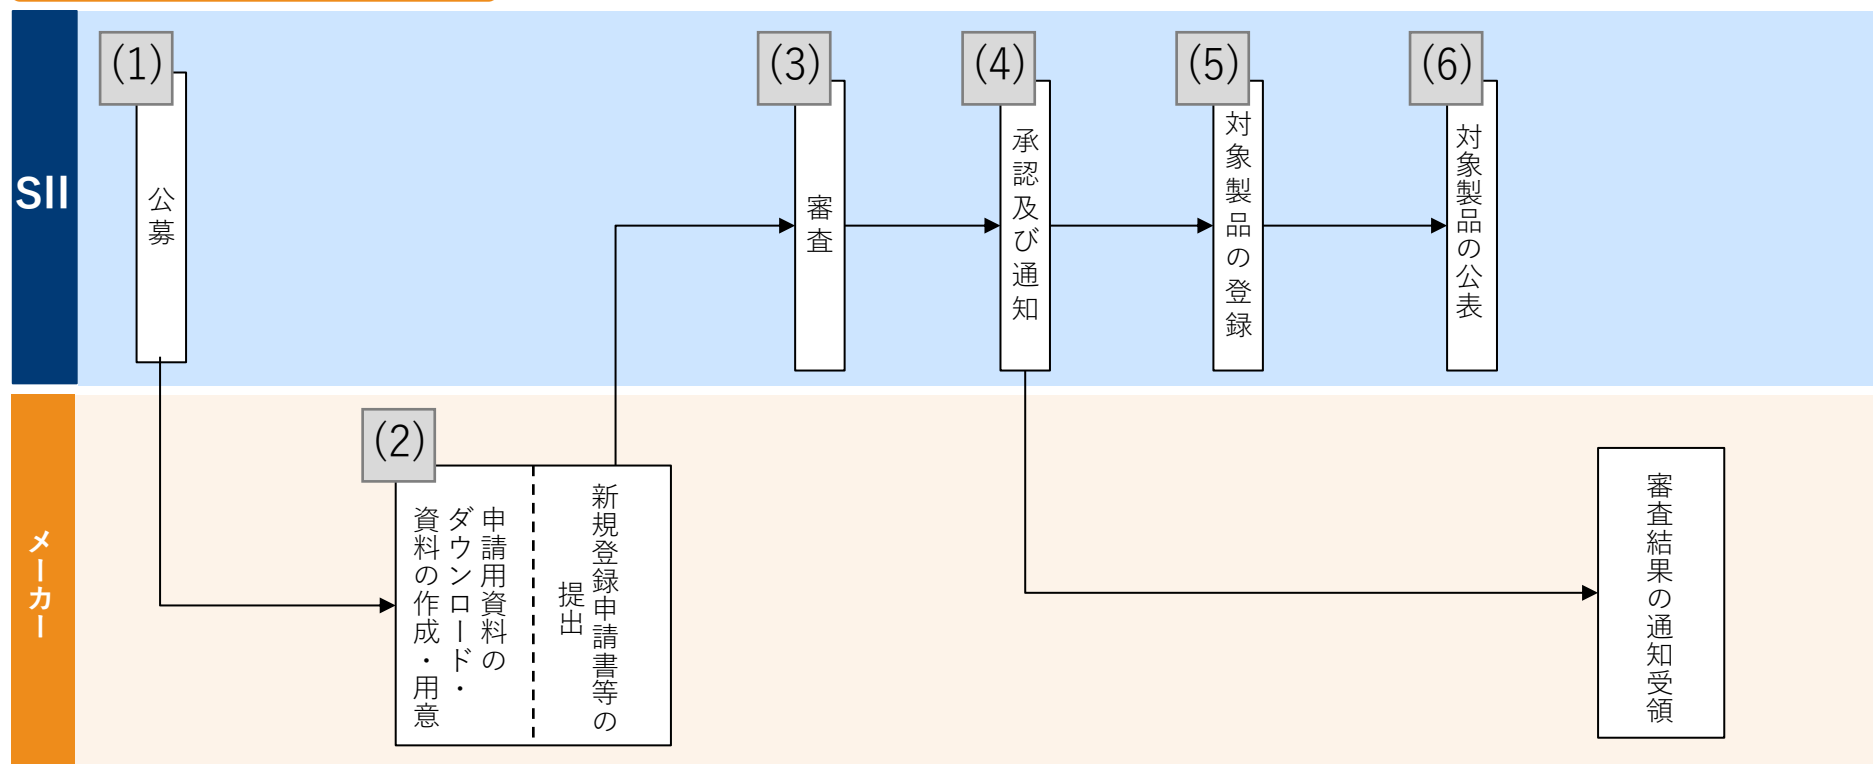 SII
(1)
公募
(3)
審査
(4)
承認及び通知
(5)
対象製品の登録
(6)
対象製品の公表
メーカー
(2)
申請用資料の
ダウンロード・
資料の作成・用意
新規登録申請書等の
提出
審査結果の通知受領